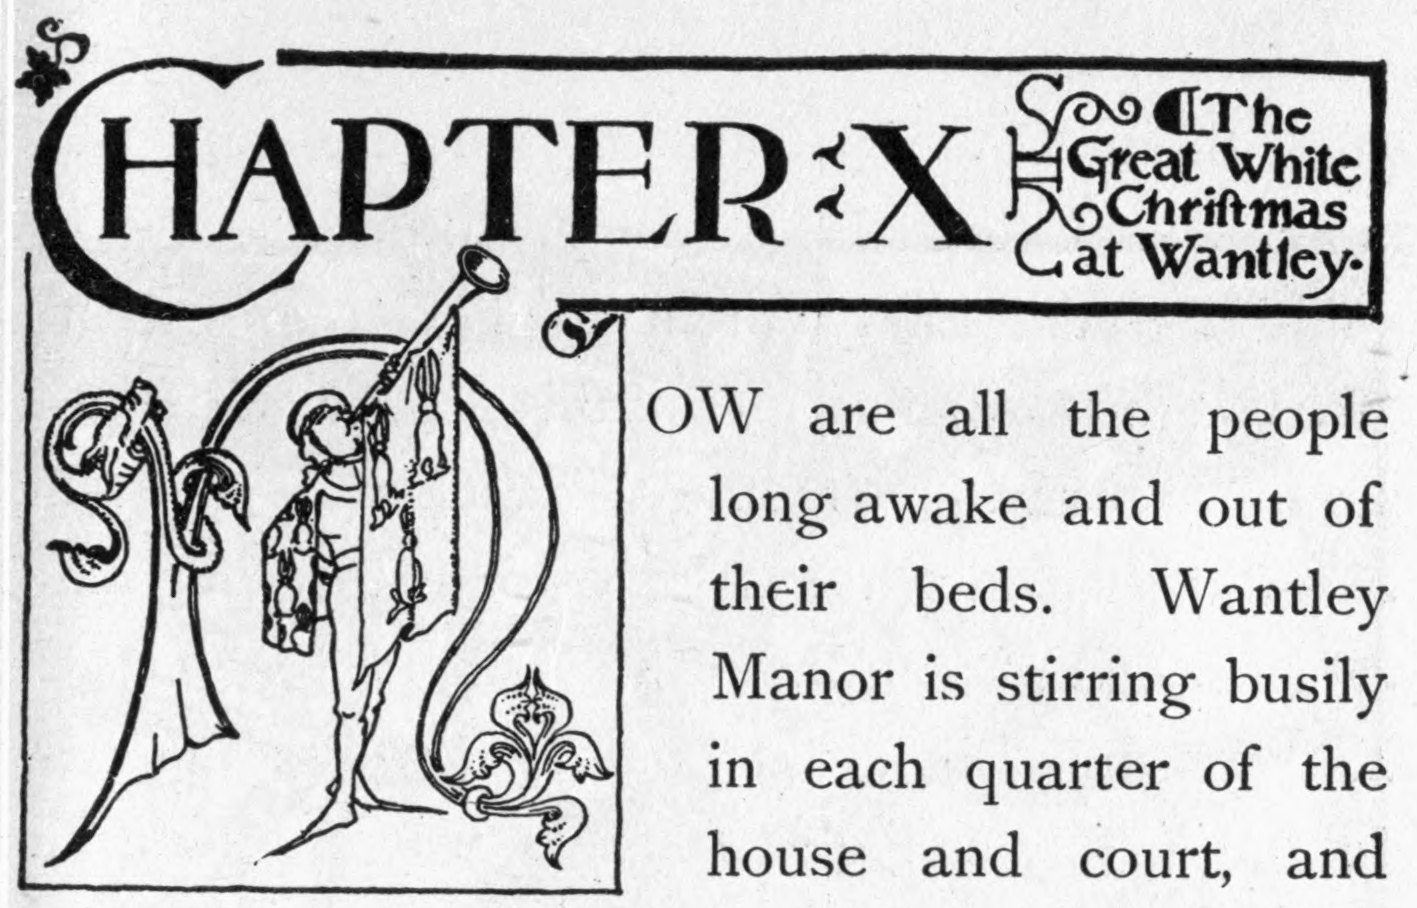 CHAPTER : X
¶ The
Great White
Chriſtmas
at Wantley.
NOW are all the people
long awake and out of
their beds. Wantley
Manor is stirring busily
in each quarter of the
house and court, and